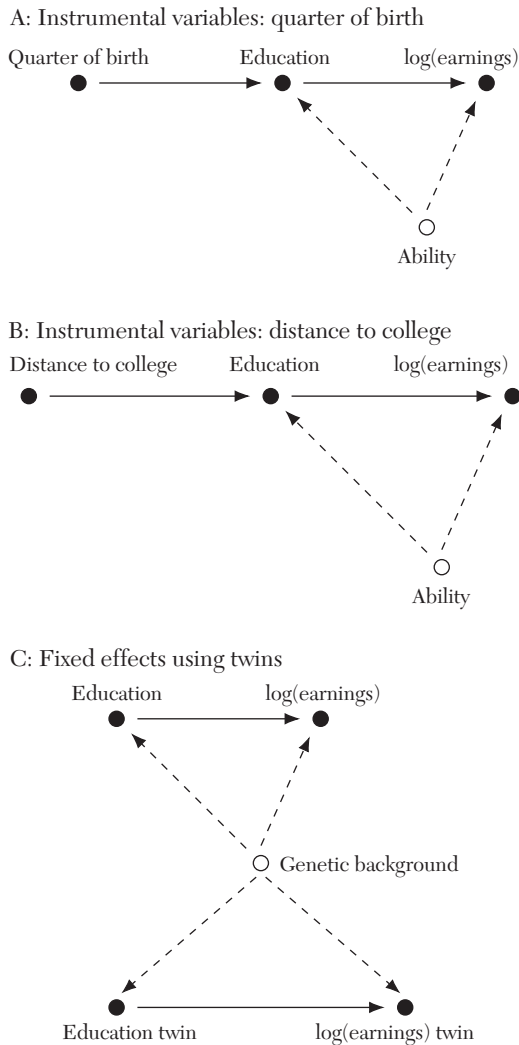 A: Instrumental variables: quarter of birth
Quarter of birth Education log(earnings)
Ability
B: Instrumental variables: distance to college
Distance to college Education log(earnings)
Ability
C: Fixed effects using twins
Education log(earnings)
Genetic background
Education twin log(earnings) twin